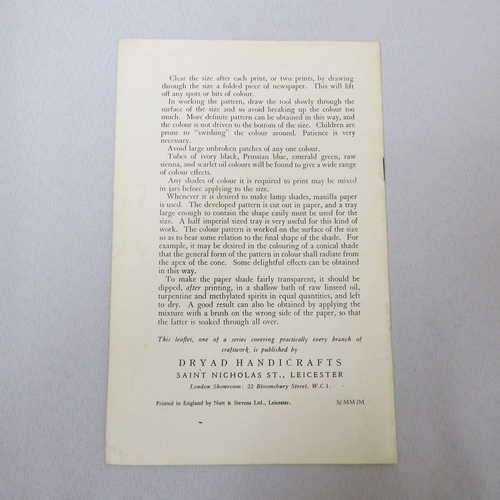 Clear the size after each print, or two prints, by drawing
through the size a folded piece of newspaper. This will lift
off any spots or bits of colour.
In working the pattern, draw the tool slowly through the
surface of the size and so avoid breaking up the colour too
much. More definite pattern can be obtained in this way, and
the colour is not driven to the bottom of the size. Children are
prone to "swishing" the colour around. Patience is very
necessary.
Avoid large unbroken patches of any one colour.
Tubes of ivory black, Prussian blue, emerald green, raw
sienna, and scarlet oil colours will be found to give a wide range
of colour effects.
Any shades of colour it is required to print may be mixed
in jars before applying to the size.
Whenever it is desired to make lamp shades, manilla paper
is used. The developed pattern is cut out in paper, and a tray
large enough to contain the shape easily must be used for the
size. A half imperial sized tray is very useful for this kind of
work. The colour pattern is worked on the surface of the size
so as to bear some relation to the final shape of the shade. For
example, it may be desired in the colouring of a conical shade
that the general form of the pattern in colour shall radiate from
the apex of the cone. Some delightful effects can be obtained
in this way.
To make the paper shade fairly transparent, it should be
dipped, after printing, in a shallow bath of raw linseed oil,
turpentine and methylated spirits in equal quantities, and left
to dry. A good result can also be obtained by applying the
mixture with a brush on the wrong side of the paper, so that
the latter is soaked through all over.
This leaflet, one of a series covering practically every branch of
craftwork, is published by
DRYAD HANDICRAFTS
SAINT NICHOLAS ST., LEICESTER
London Showroom: 22 Bloomsbury Street, W.C.1.
Printed in England by Nutt & Stevens Ltd., Leicester.